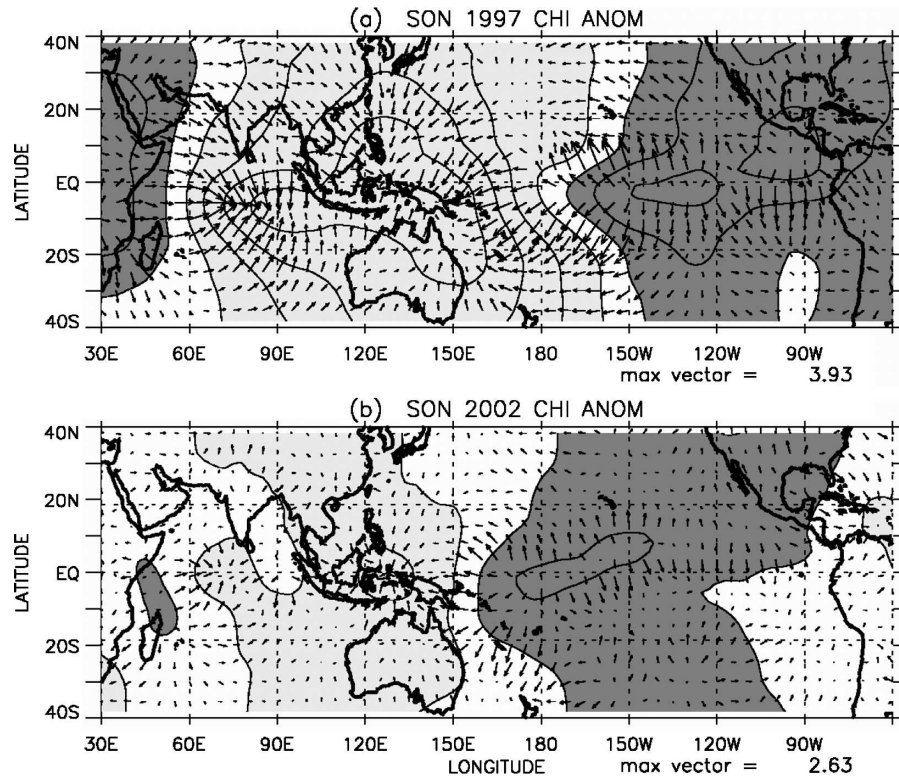 (a) SON 1997 CHI ANOM
40N
20N
EQ
20S
40S
LATITUDE
30E 60E 90E 120E 150E 180 150W 120W 90W
max vector = 3.93
(b) SON 2002 CHI ANOM
40N
20N
EQ
20S
40S
LATITUDE
30E 60E 90E 120E 150E 180 150W 120W 90W
LONGITUDE
max vector = 2.63